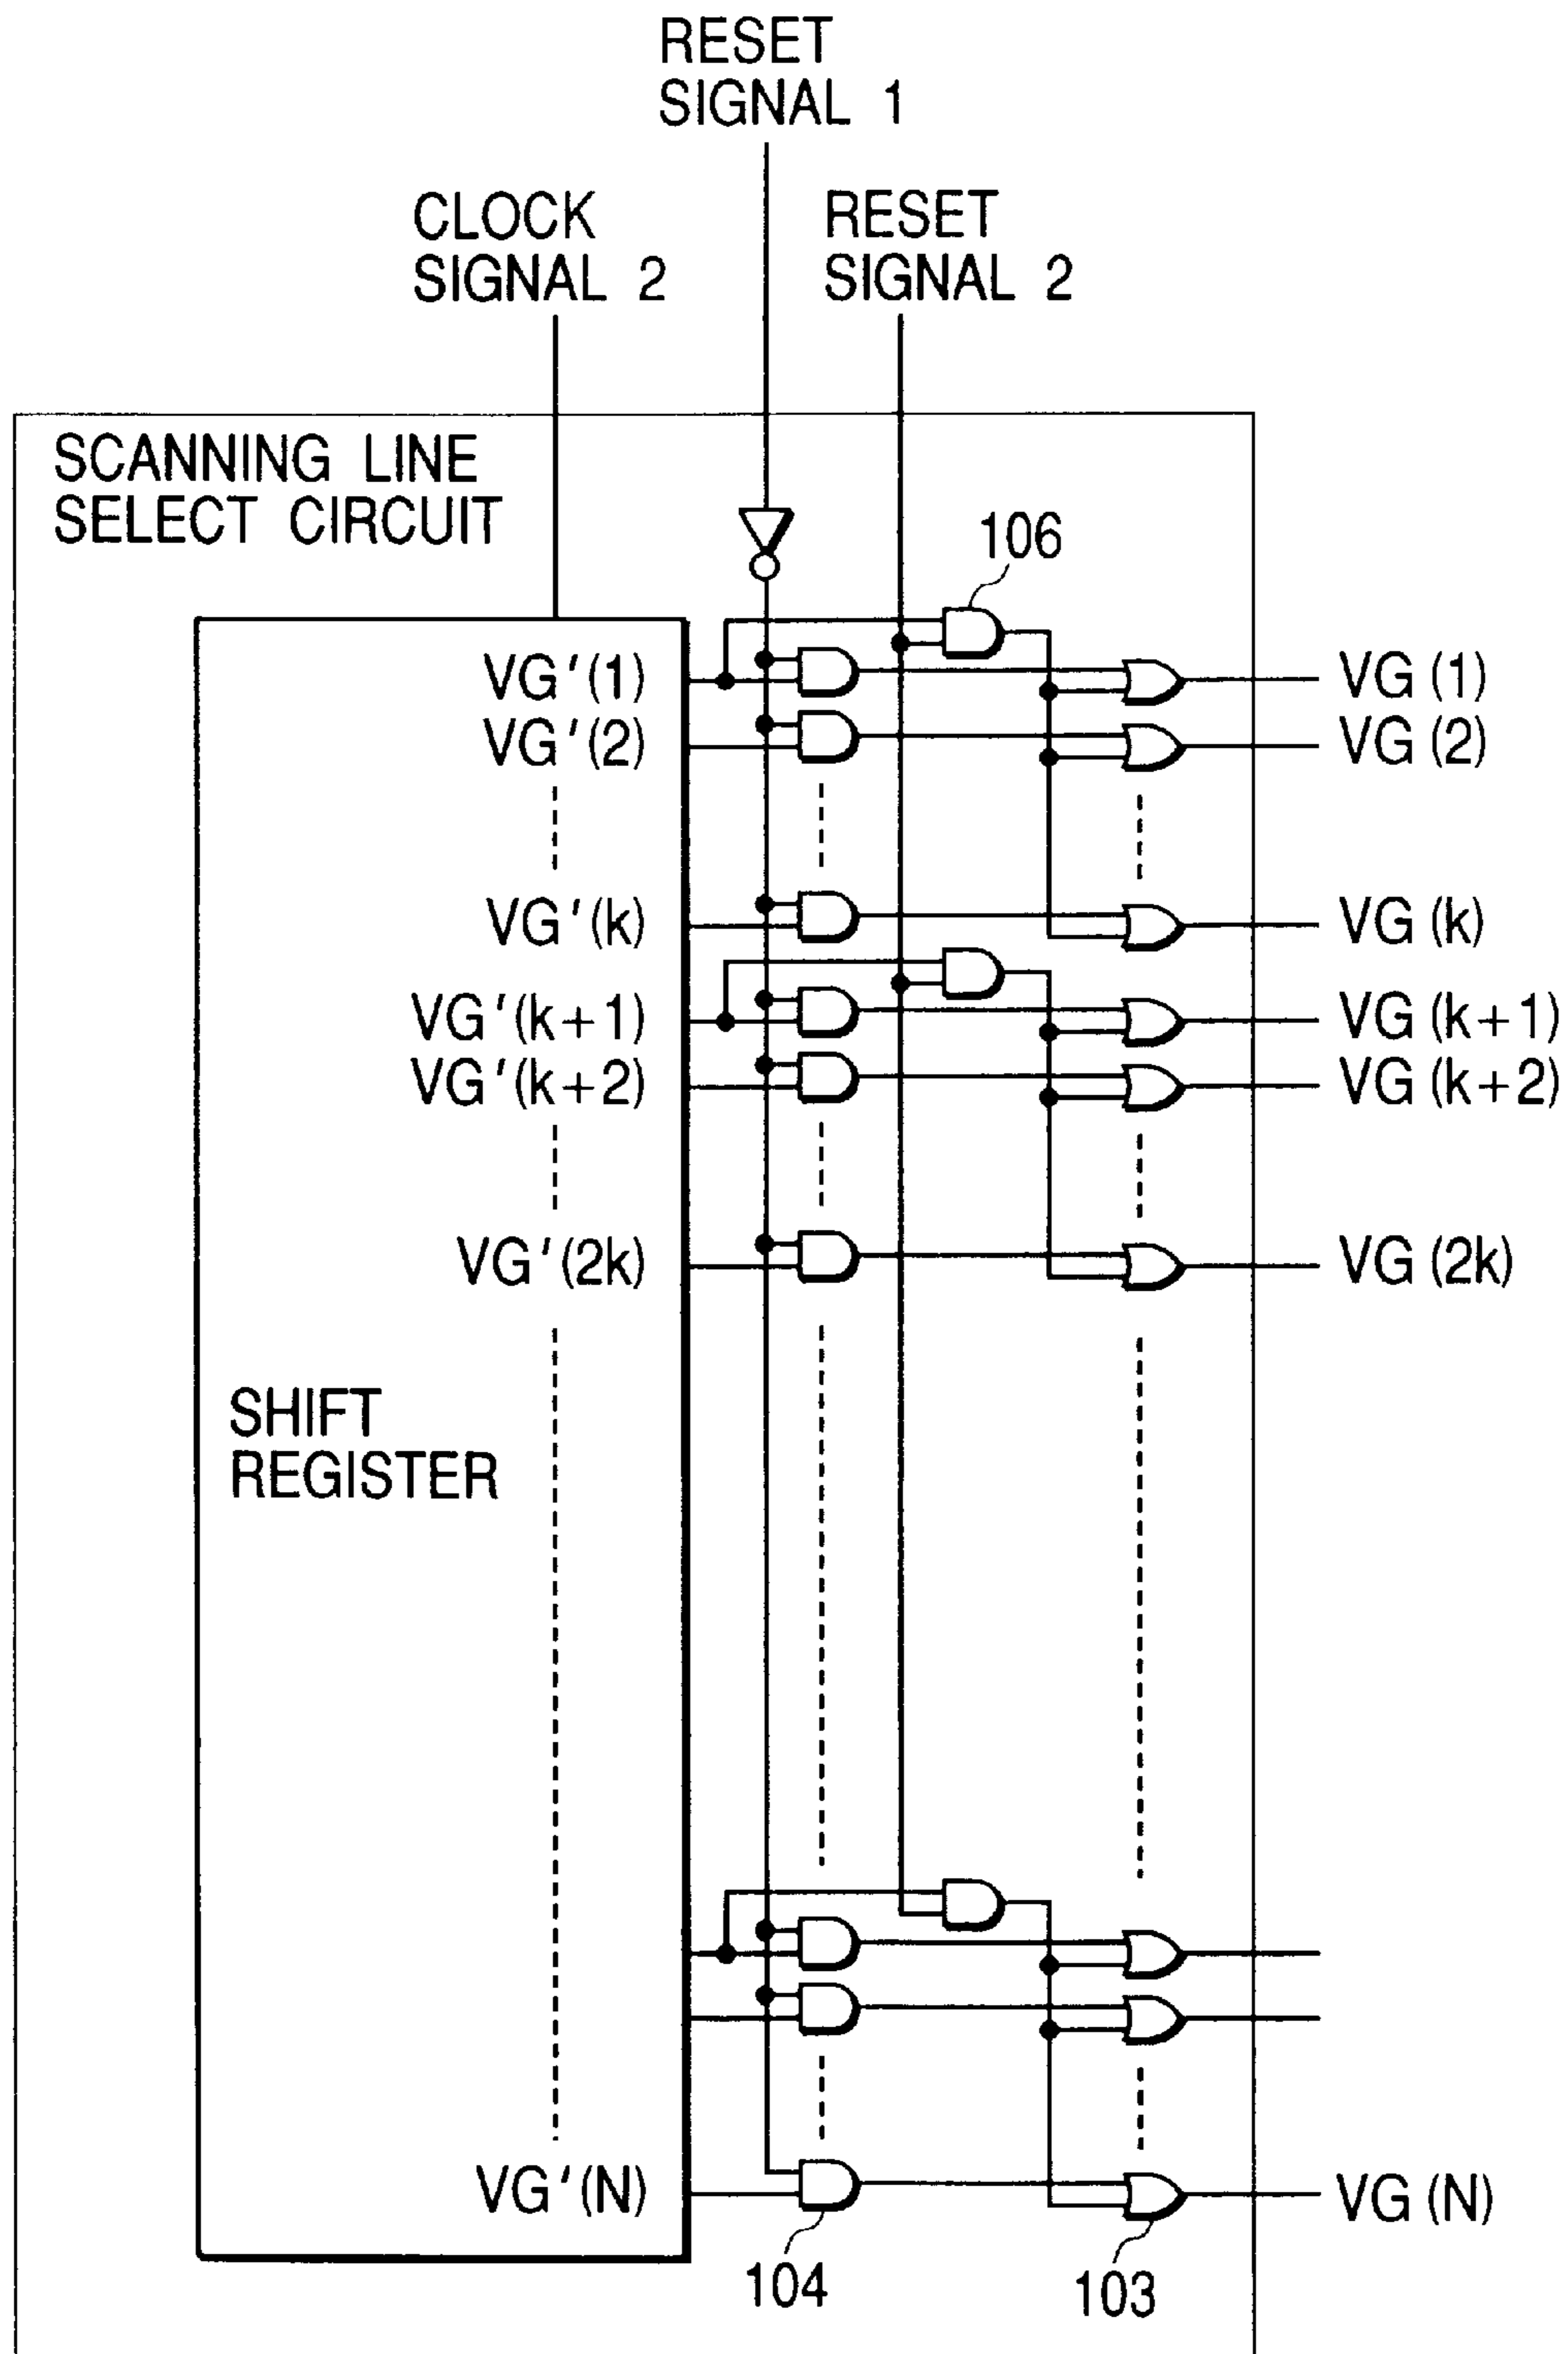 RESET
SIGNAL 1
CLOCK
SIGNAL 2
RESET
SIGNAL 2
SCANNING LINE
SELECT CIRCUIT
106
VG'(1)
VG (1)
VG'(2)
VG (2)
VG'(k)
VG (k)
VG'(k+1)
VG (k+1)
VG'(k+2)
VG (k+2)
VG'(2k)
VG (2k)
SHIFT
REGISTER
VG'(N)
VG (N)
104
103